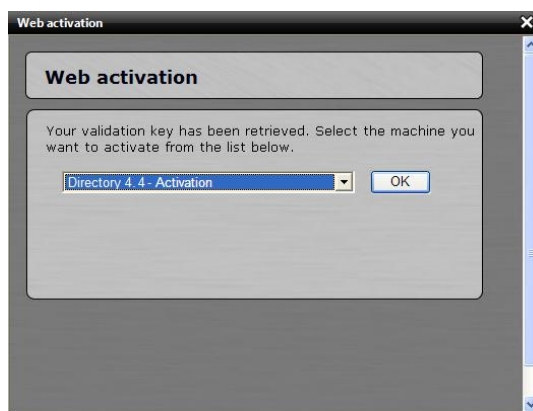 Web activation
Web activation
Your validation key has been retrieved. Select the machine you
want to activate from the list below.
Directory 4.4 - Activation
OK